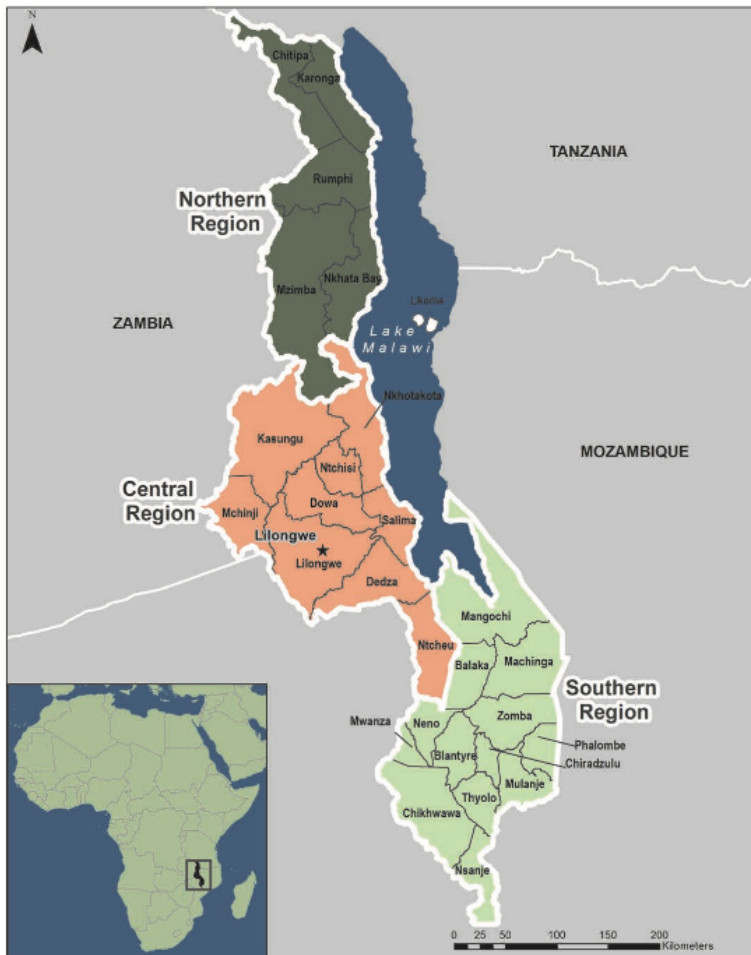 N
Chitipa
Karonga
TANZANIA
Rumphi
Northern
Region
Nkhata Bay
Mzimba
Likoma
ZAMBIA
Lake
Malawi
Nkhotakota
Kasungu
MOZAMBIQUE
Ntchisi
Central
Region
Dowa
Mchinji
Salima
Lilongwe
Lilongwe
Dedza
Mangochi
Ntcheu
Balaka
Machinga
Southern
Region
Zomba
Neno
Mwanza
Phalombe
Blantyre
Chiradzulu
Mulanje
Thyolo
Chikhwawa
Nsanje
0 25 50 100 150 200
Kilometers